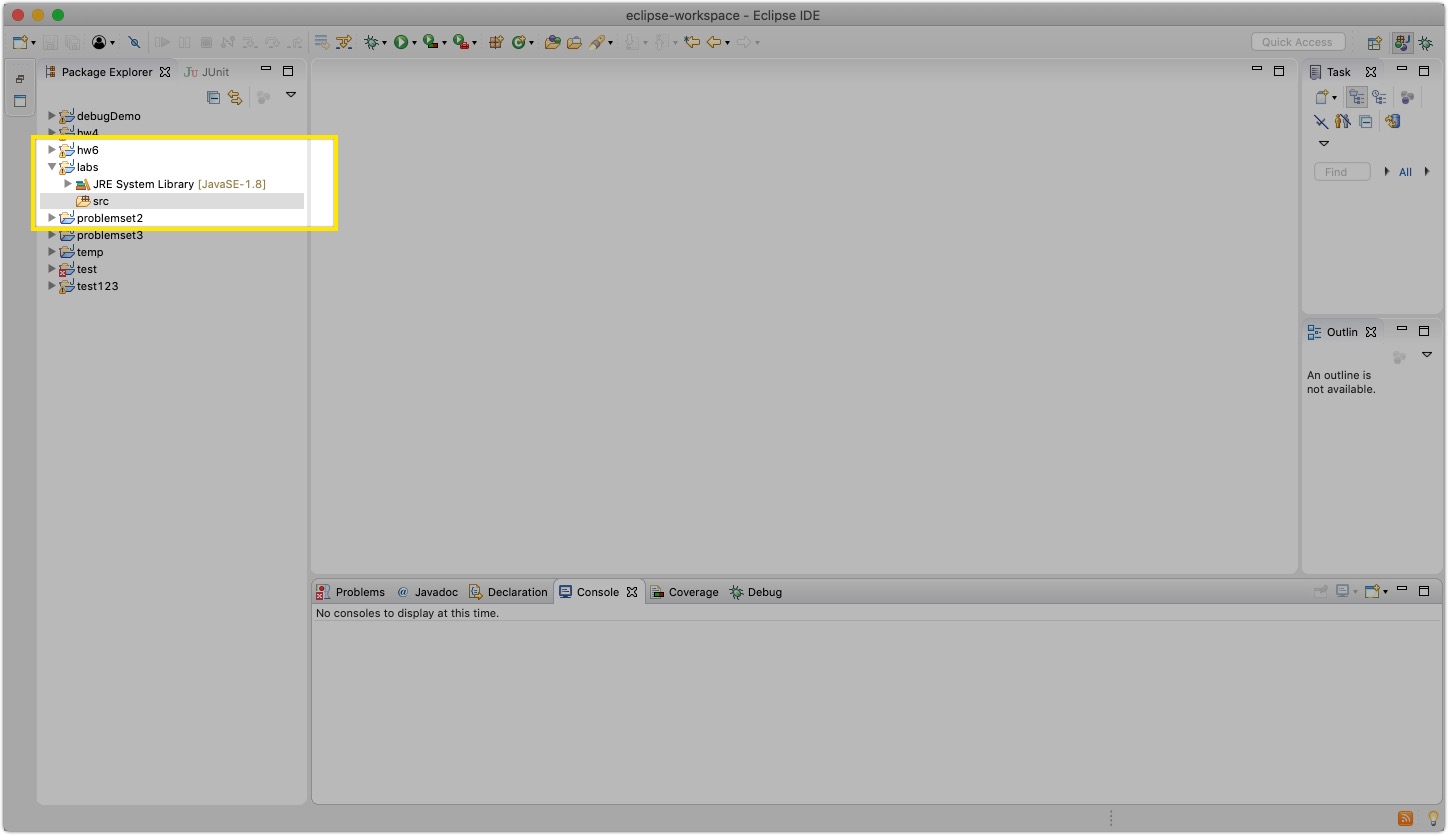 eclipse-workspace - Eclipse IDE
Quick Access
Package Explorer
JUnit
debugDemo
hw4
hw6
labs
JRE System Library [JavaSE-1.8]
src
problemset2
problemset3
temp
test
test123
Task
Find
All
Outlin
An outline is
not available.
Problems
@ Javadoc
Declaration
Console
Coverage
Debug
No consoles to display at this time.